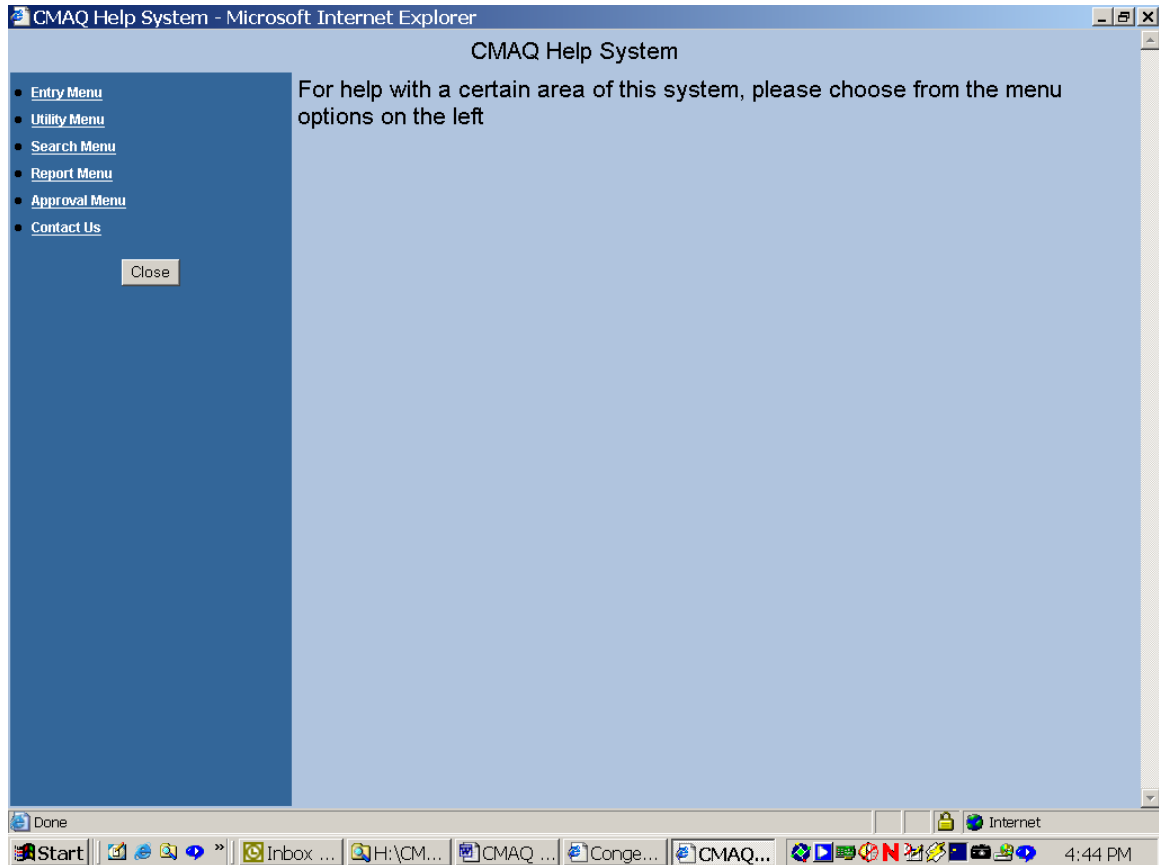 CMAQ Help System - Microsoft Internet Explorer
CMAQ Help System
Entry Menu
Utility Menu
Search Menu
Report Menu
Approval Menu
Contact Us
Close
For help with a certain area of this system, please choose from the menu
options on the left
Done
Internet
Start
»
Inbox ...
H:\CM...
CMAQ ...
Conge...
CMAQ...
N
4:44 PM